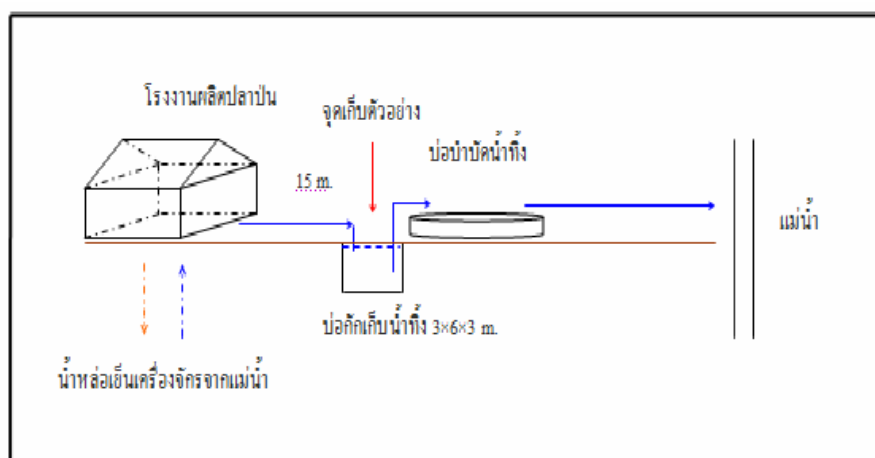 โรงงานผลิตปลาป่น
จุดเก็บตัวอย่าง
บ่อบำบัดน้ำทิ้ง
15 m.
แม่น้ำ
บ่อกักเก็บน้ำทิ้ง 3×6×3 m.
น้ำหล่อเย็นเครื่องจักรจากแม่น้ำ